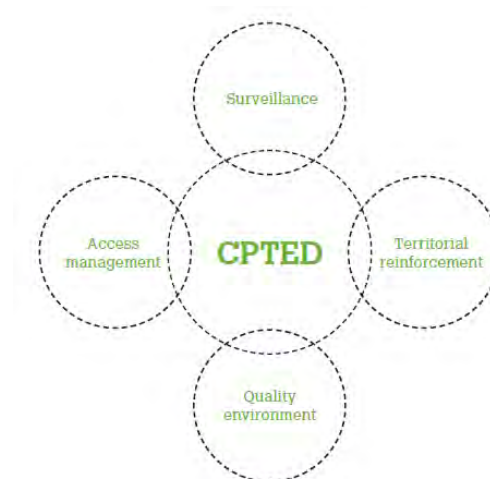 Surveillance
Access
management
CPTED
Territorial
reinforcement
Quality
environment